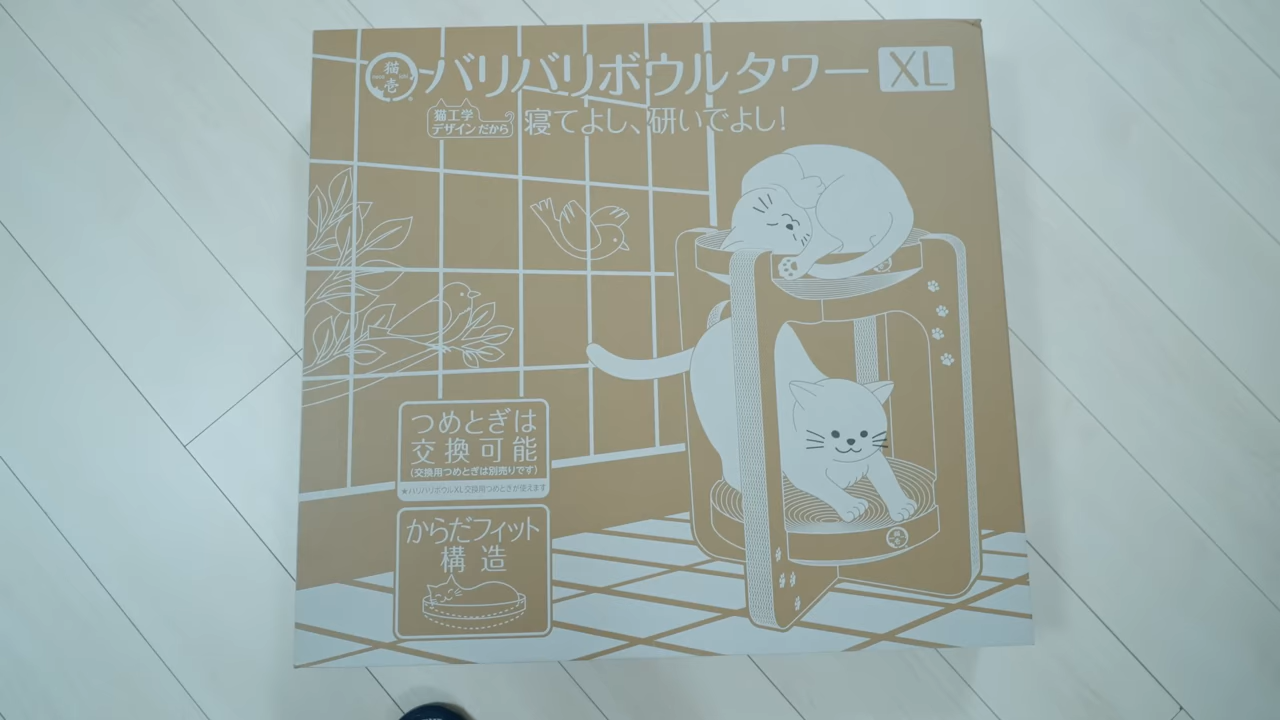 猫壱
バリバリボウルタワー XL
猫工学
デザインだから
寝てよし、研いでよし!
つめとぎは
交換可能
(交換用つめとぎは別売りです)
★バリバリボウルXL交換用つめとぎが使えます
からだフィット
構造
猫壱